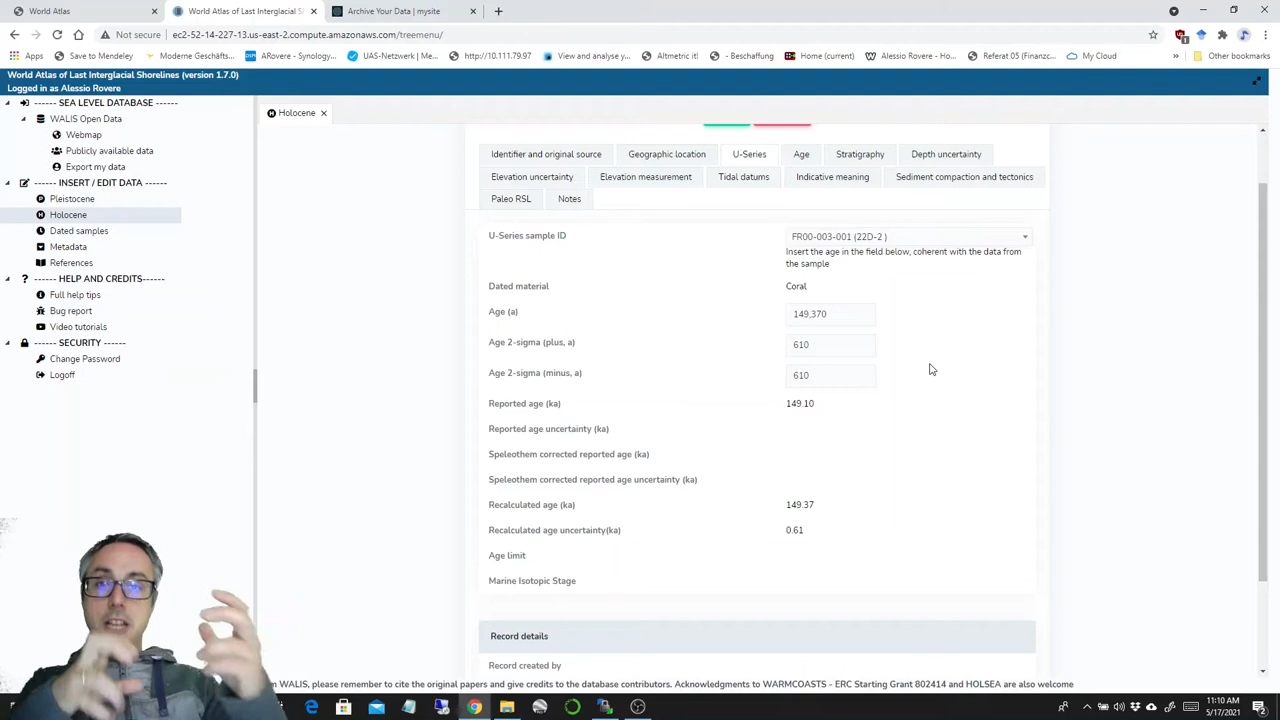 World Atlas
World Atlas of Last Interglacial Sh
Archive Your Data | mysite
Not secure | ec2-52-14-227-13.us-east-2.compute.amazonaws.com/treemenu/
Apps
Save to Mendeley
Moderne Geschäfts...
ARovere - Synology...
UAS-Netzwerk | Me...
http://10.111.79.97
View and analyse y...
Altmetric it!
- Beschaffung
Home (current)
Alessio Rovere - Ho...
Referat 05 (Finanzc...
My Cloud
Other bookmarks
World Atlas of Last Interglacial Shorelines (version 1.7.0)
Logged in as Alessio Rovere
------ SEA LEVEL DATABASE ------
WALIS Open Data
Webmap
Publicly available data
Export my data
------ INSERT / EDIT DATA ------
Pleistocene
Holocene
Dated samples
Metadata
References
------ HELP AND CREDITS------
Full help tips
Bug report
Video tutorials
------ SECURITY ------
Change Password
Logoff
Holocene
Identifier and original source
Geographic location
U-Series
Age
Stratigraphy
Depth uncertainty
Elevation uncertainty
Elevation measurement
Tidal datums
Indicative meaning
Sediment compaction and tectonics
Paleo RSL
Notes
U-Series sample ID
FR00-003-001 (22D-2 )
Insert the age in the field below, coherent with the data from
the sample
Dated material
Coral
Age (a)
149,370
Age 2-sigma (plus, a)
610
Age 2-sigma (minus, a)
610
Reported age (ka)
149.10
Reported age uncertainty (ka)
Speleothem corrected reported age (ka)
Speleothem corrected reported age uncertainty (ka)
Recalculated age (ka)
149.37
Recalculated age uncertainty(ka)
0.61
Age limit
Marine Isotopic Stage
Record details
Record created by
m WALIS, please remember to cite the original papers and give credits to the database contributors. Acknowledgments to WARMCOASTS - ERC Starting Grant 802414 and HOLSEA are also welcome
11:10 AM
5/17/2021